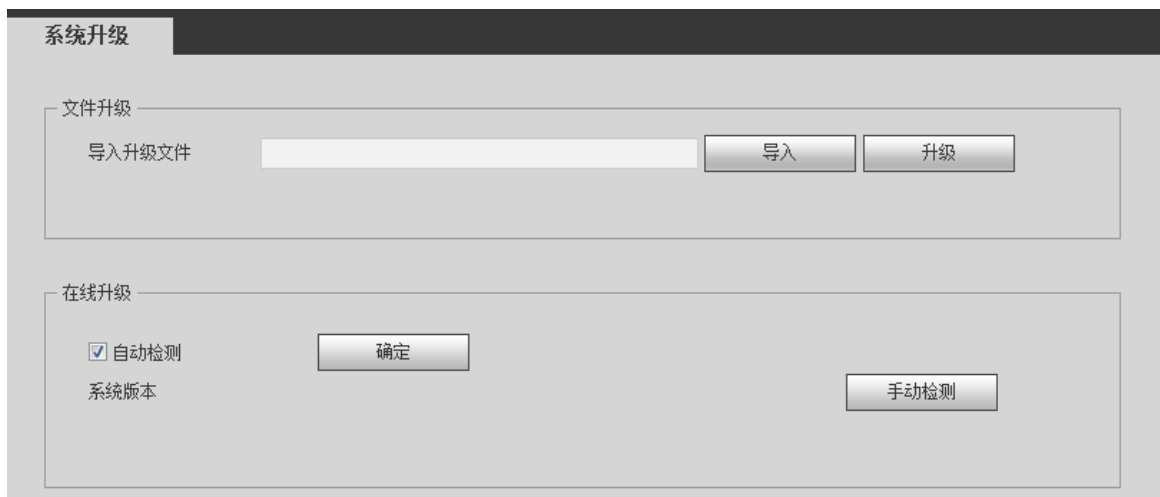 系统升级
文件升级
导入升级文件 导入 升级
在线升级
自动检测 确定
系统版本 手动检测